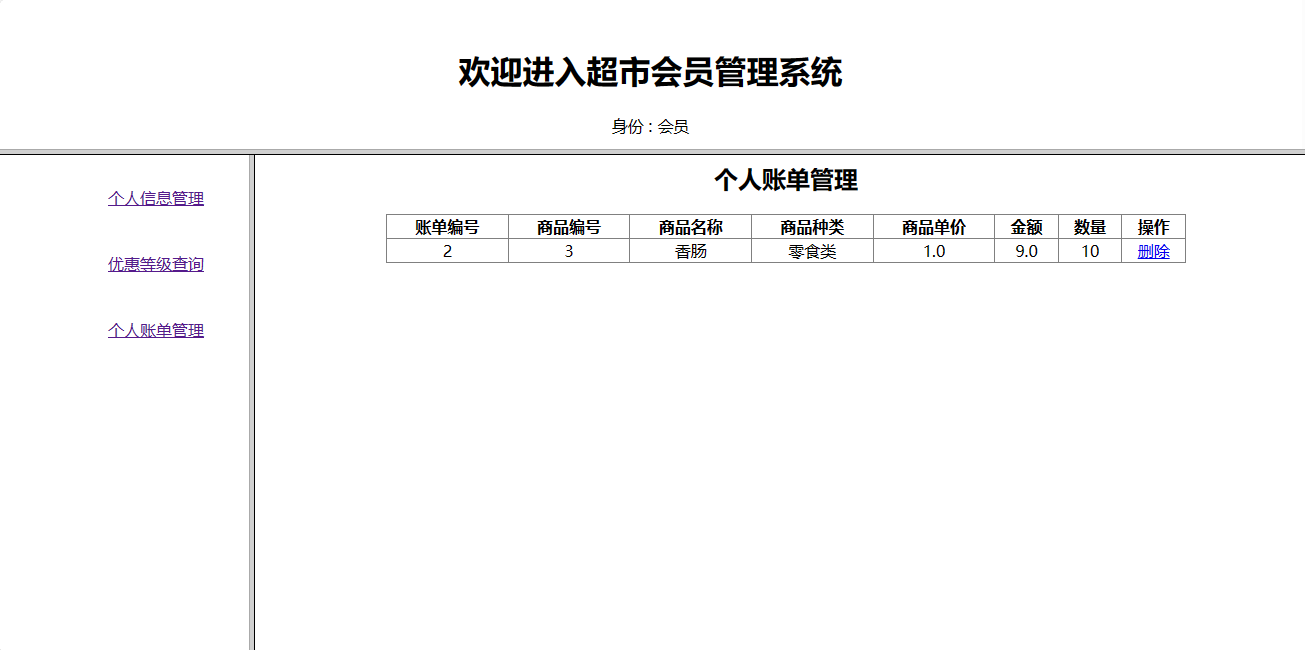 欢迎进入超市会员管理系统
身份：会员
个人信息管理
优惠等级查询
个人账单管理
个人账单管理
账单编号 商品编号 商品名称 商品种类 商品单价 金额 数量 操作
2 3 香肠 零食类 1.0 9.0 10 删除